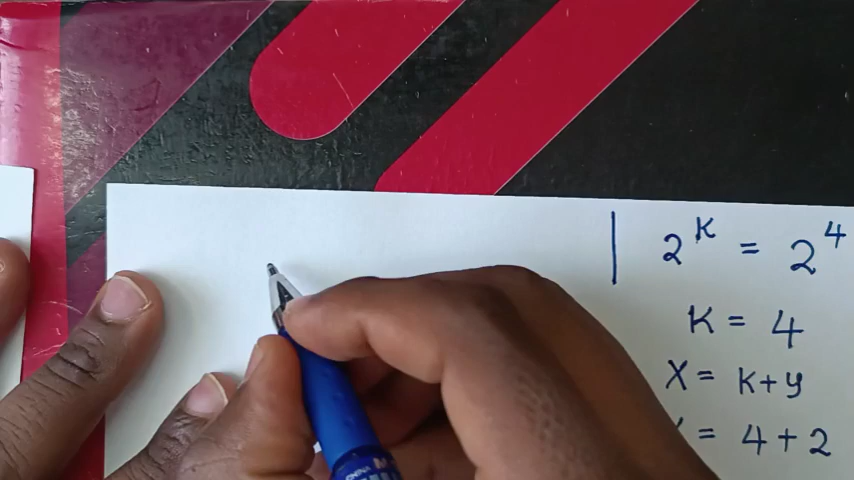 2^K = 2^4
K = 4
X = K+y
= 4+2